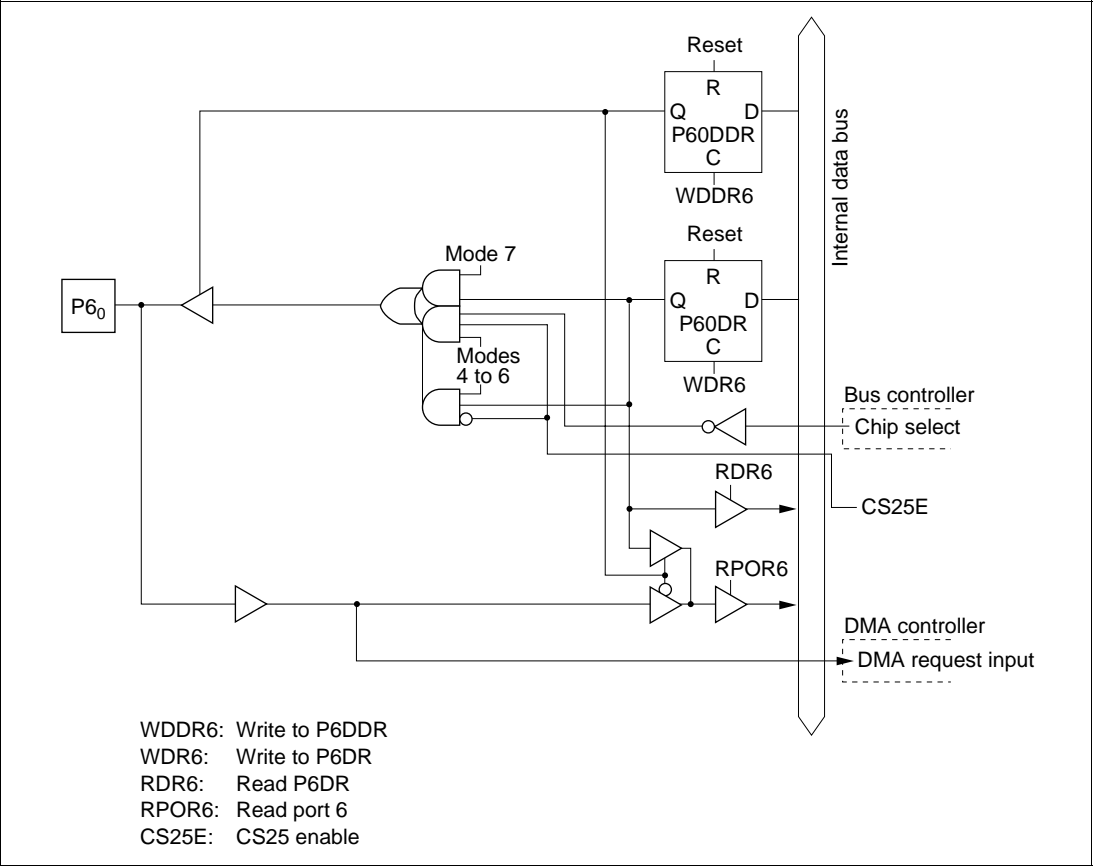 Reset
R
Q D
P60DDR
C
WDDR6
Internal data bus
Reset
Mode 7
R
P6₀
Q D
P60DR
C
Modes
4 to 6
WDR6
Bus controller
Chip select
RDR6
CS25E
RPOR6
DMA controller
DMA request input
WDDR6: Write to P6DDR
WDR6: Write to P6DR
RDR6: Read P6DR
RPOR6: Read port 6
CS25E: CS25 enable